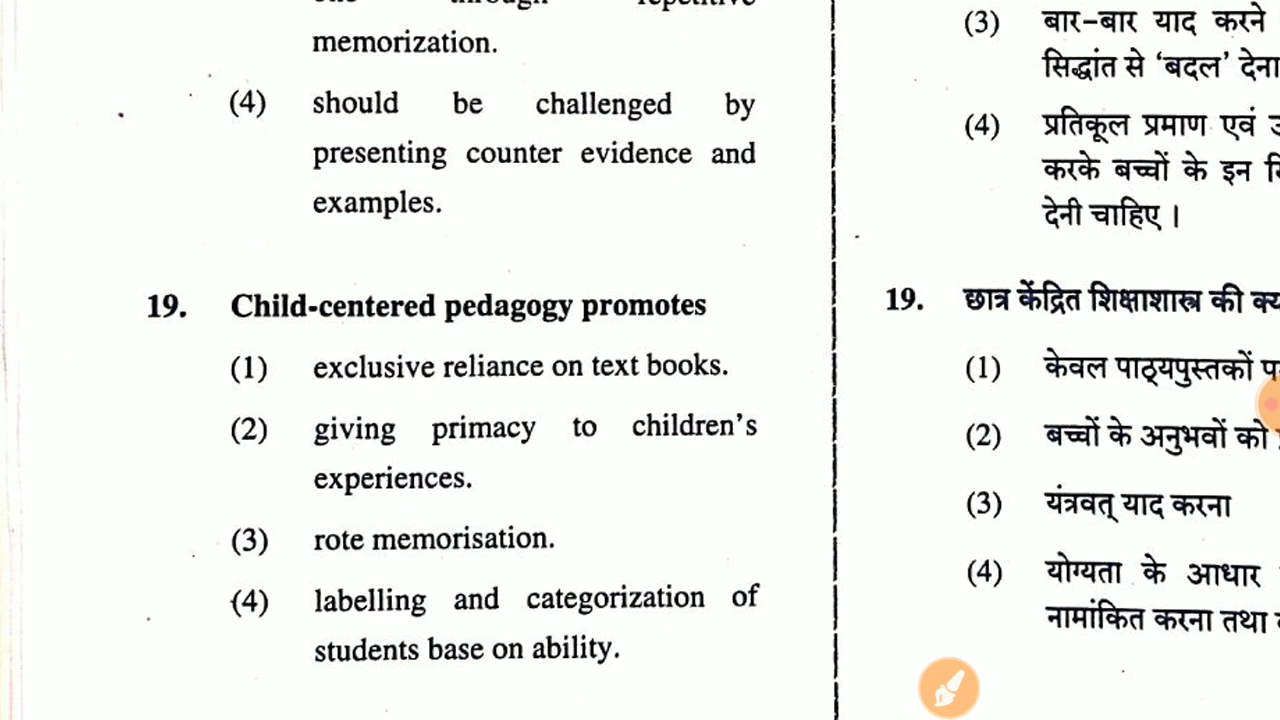 memorization.
(4) should be challenged by
presenting counter evidence and
examples.
19. Child-centered pedagogy promotes
(1) exclusive reliance on text books.
(2) giving primacy to children's
experiences.
(3) rote memorisation.
(4) labelling and categorization of
students base on ability.
(3) बार-बार याद करने
सिद्धांत से 'बदल' देना
(4) प्रतिकूल प्रमाण एवं
करके बच्चों के इन
देनी चाहिए ।
19. छात्र केंद्रित शिक्षाशास्त्र की
(1) केवल पाठ्यपुस्तकों
(2) बच्चों के अनुभवों को
(3) यंत्रवत् याद करना
(4) योग्यता के आधार
नामांकित करना तथा